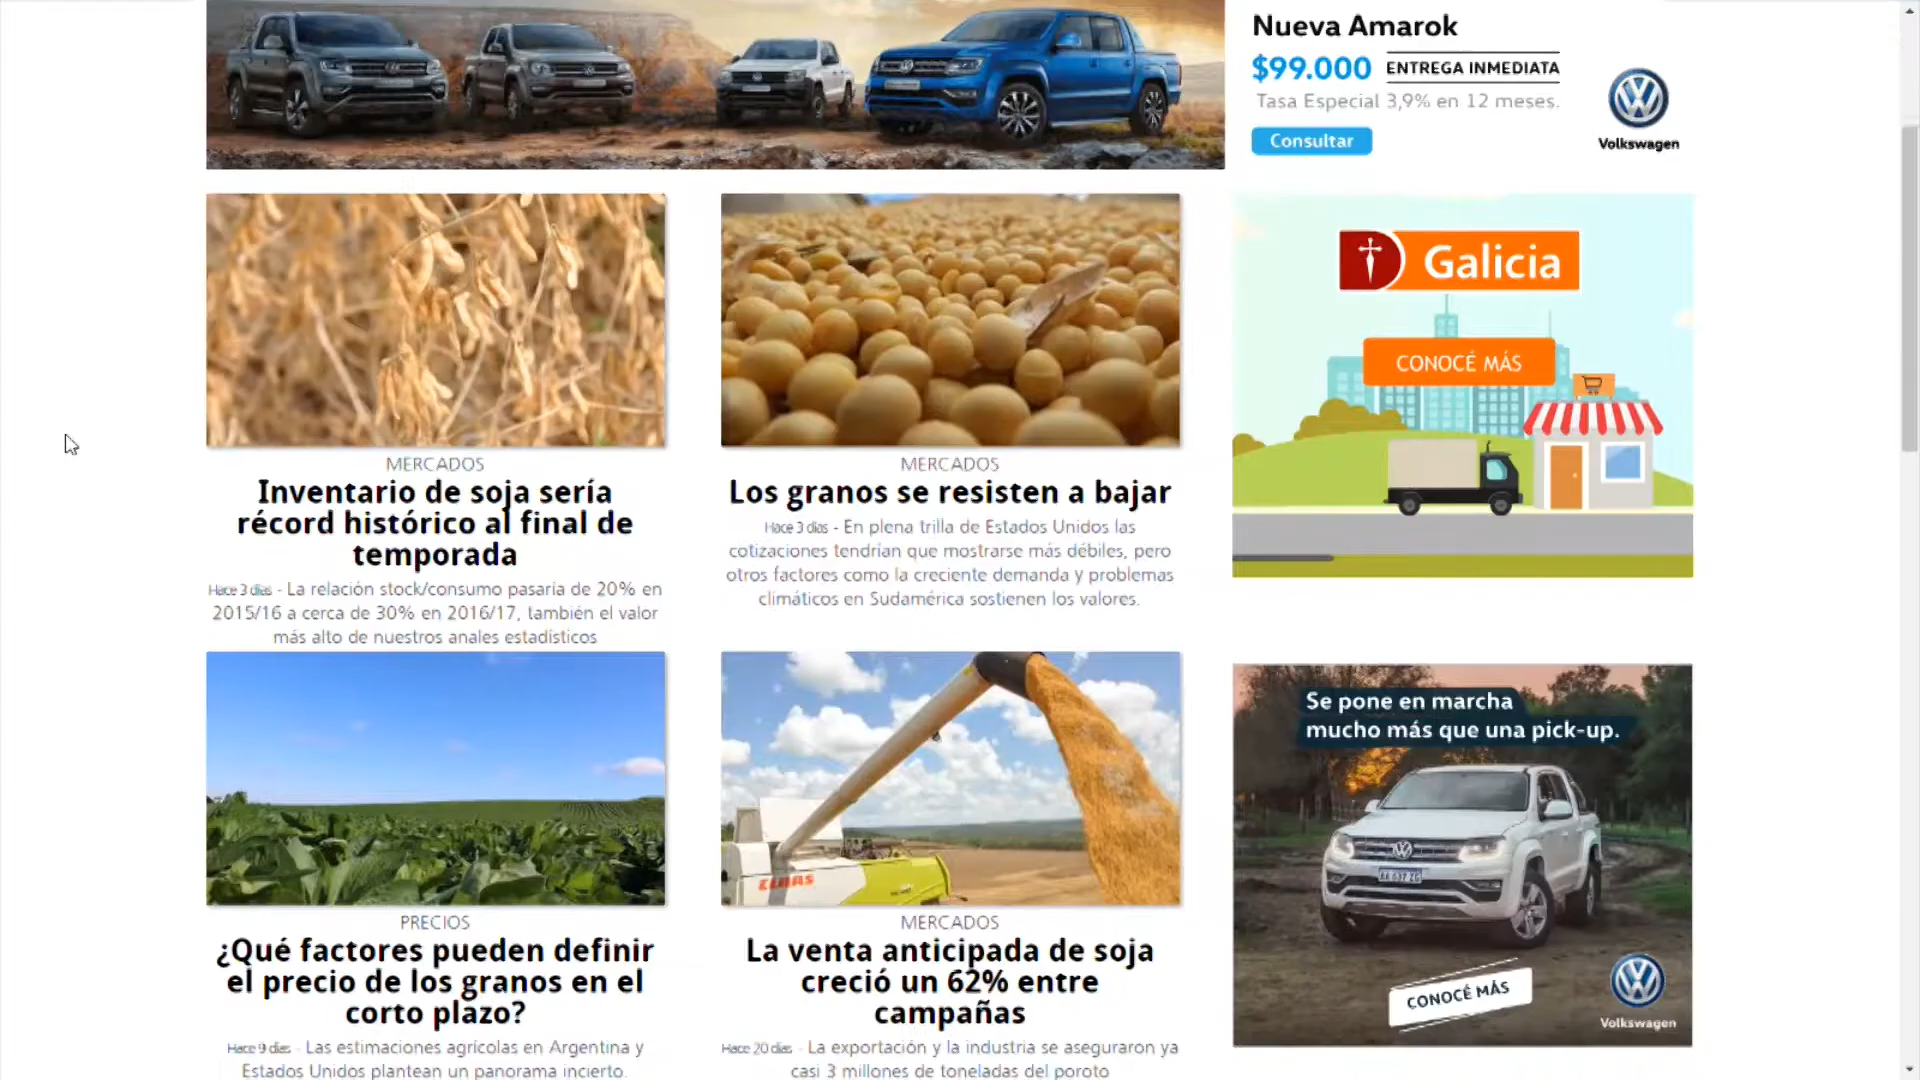 Nueva Amarok
$99.000 ENTREGA INMEDIATA
Tasa Especial 3,9% en 12 meses.
Consultar
Volkswagen
MERCADOS
Inventario de soja sería
récord histórico al final de
temporada
Hace 3 días - La relación stock/consumo pasaría de 20% en
2015/16 a cerca de 30% en 2016/17, también el valor
más alto de nuestros anales estadísticos
MERCADOS
Los granos se resisten a bajar
Hace 3 días - En plena trilla de Estados Unidos las
cotizaciones tendrían que mostrarse más débiles, pero
otros factores como la creciente demanda y problemas
climáticos en Sudamérica sostienen los valores.
Galicia
CONOCÉ MÁS
PRECIOS
¿Qué factores pueden definir
el precio de los granos en el
corto plazo?
Hace 9 días - Las estimaciones agrícolas en Argentina y
Estados Unidos plantean un panorama incierto.
CLAAS
MERCADOS
La venta anticipada de soja
creció un 62% entre
campañas
Hace 20 días - La exportación y la industria se aseguraron ya
casi 3 millones de toneladas del poroto
Se pone en marcha
mucho más que una pick-up.
CONOCÉ MÁS
Volkswagen